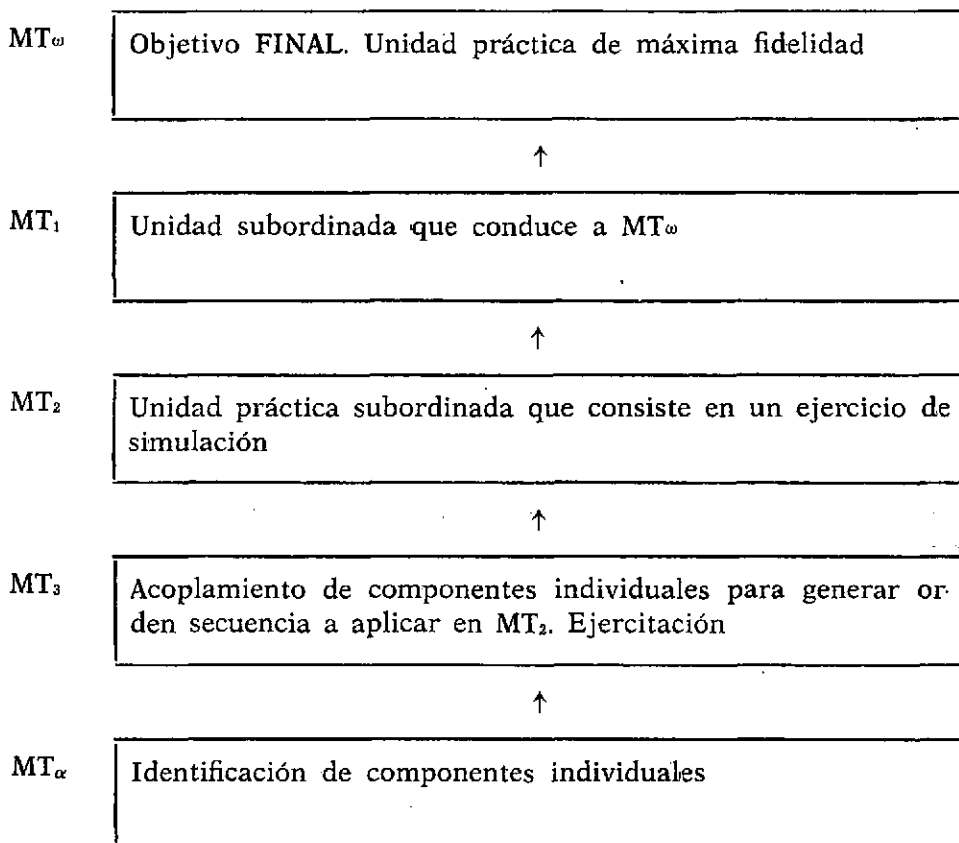 MTω Objetivo FINAL. Unidad práctica de máxima fidelidad
↑
MT₁ Unidad subordinada que conduce a MTω
↑
MT₂ Unidad práctica subordinada que consiste en un ejercicio de
simulación
↑
MT₃ Acoplamiento de componentes individuales para generar or-
den secuencia a aplicar en MT₂. Ejercitación
↑
MTα Identificación de componentes individuales